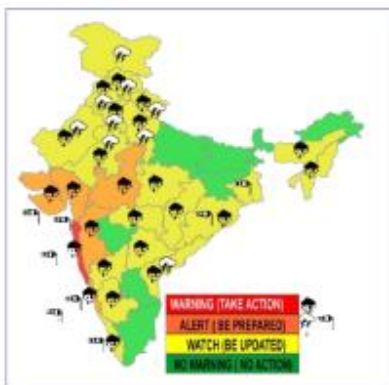 WARNING (TAKE ACTION)
ALERT ( BE PREPARED)
WATCH (BE UPDATED)
NO WARNING ( NO ACTION)